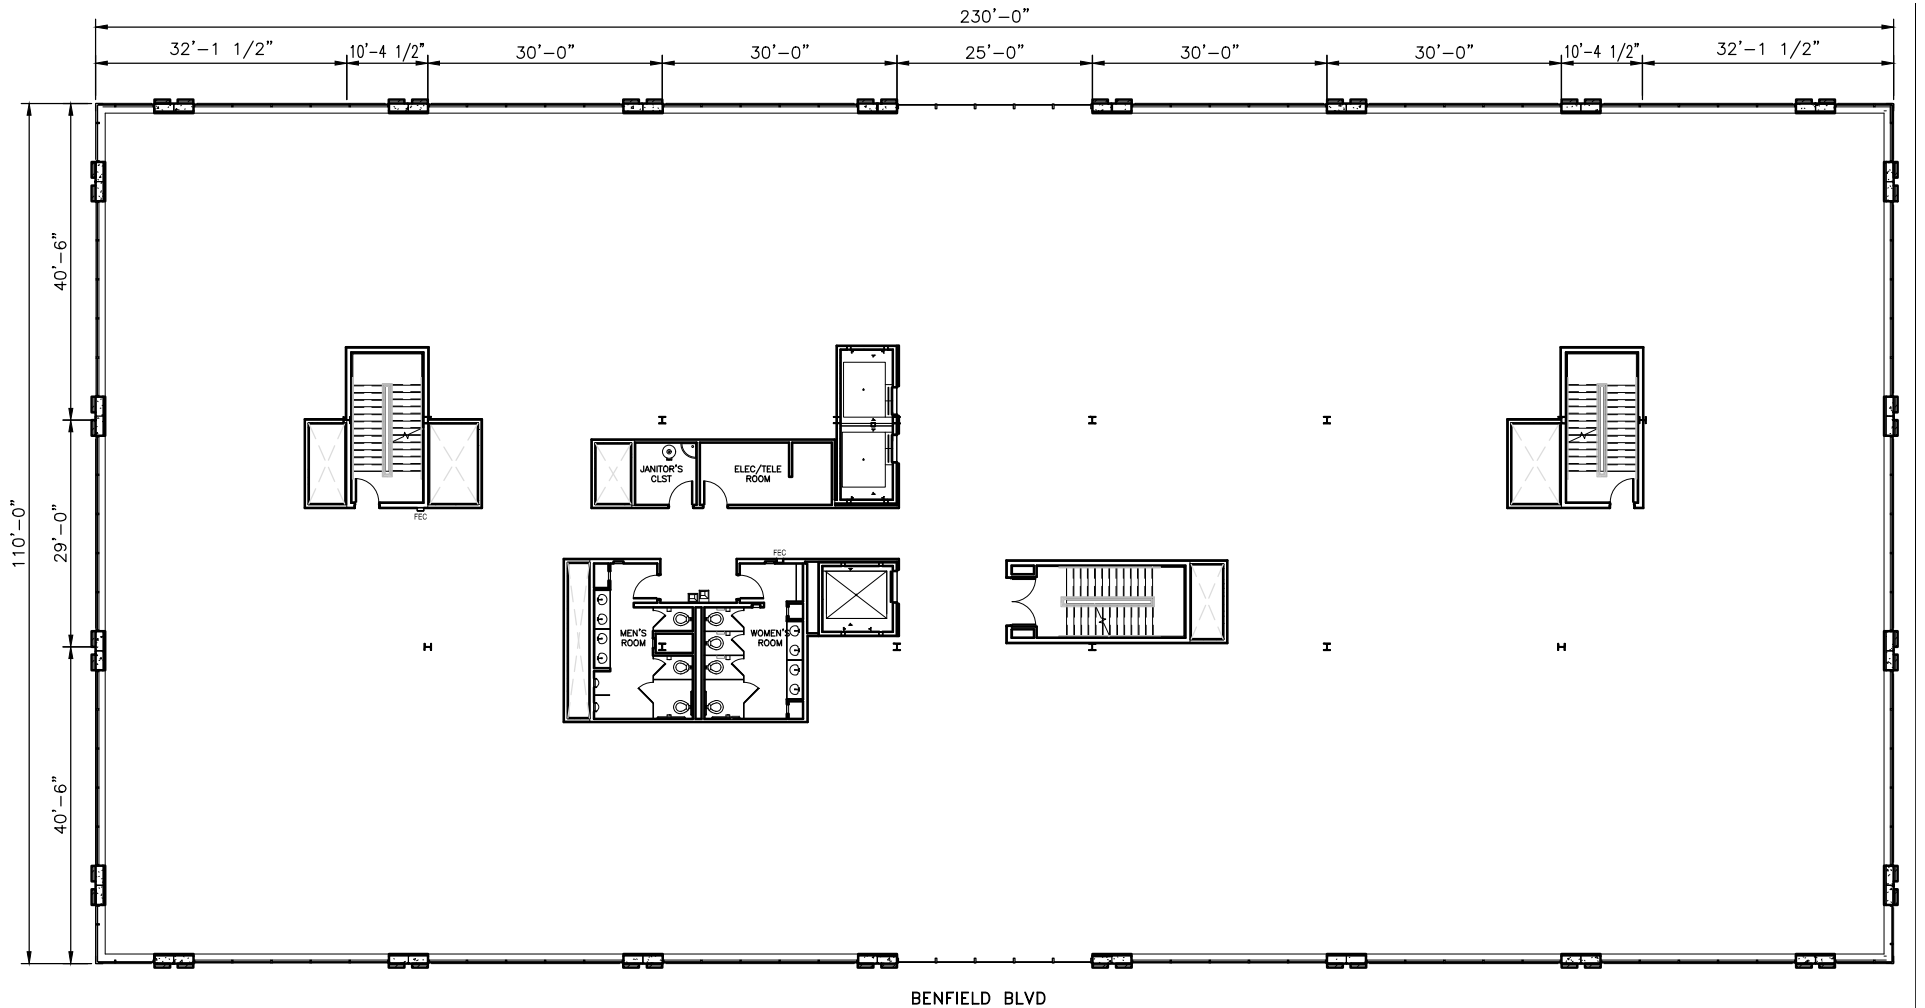 230'-0"
32'-1 1/2" 10'-4 1/2" 30'-0" 30'-0" 25'-0" 30'-0" 30'-0" 10'-4 1/2" 32'-1 1/2"
40'-6"
JANITOR'S
CLST
ELEC/TELE
ROOM
FEC
110'-0"
29'-0"
FEC
MEN'S
ROOM
WOMEN'S
ROOM
40'-6"
BENFIELD BLVD